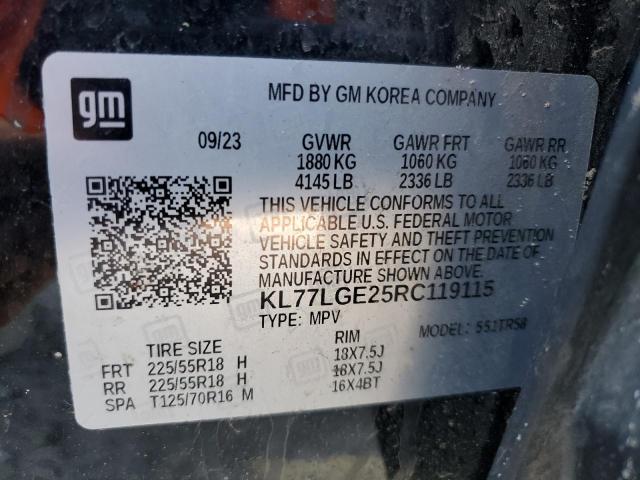 gm
MFD BY GM KOREA COMPANY
09/23 GVWR GAWR FRT GAWR RR
1880 KG 1060 KG 1060 KG
4145 LB 2336 LB 2336 LB
THIS VEHICLE CONFORMS TO ALL
APPLICABLE U.S. FEDERAL MOTOR
VEHICLE SAFETY AND THEFT PREVENTION
STANDARDS IN EFFECT ON THE DATE OF
MANUFACTURE SHOWN ABOVE.
KL77LGE25RC119115
TYPE: MPV MODEL: 551TR58
TIRE SIZE RIM
FRT 225/55R18 H 18X7.5J
RR 225/55R18 H 18X7.5J
SPA T125/70R16 M 16X4BT